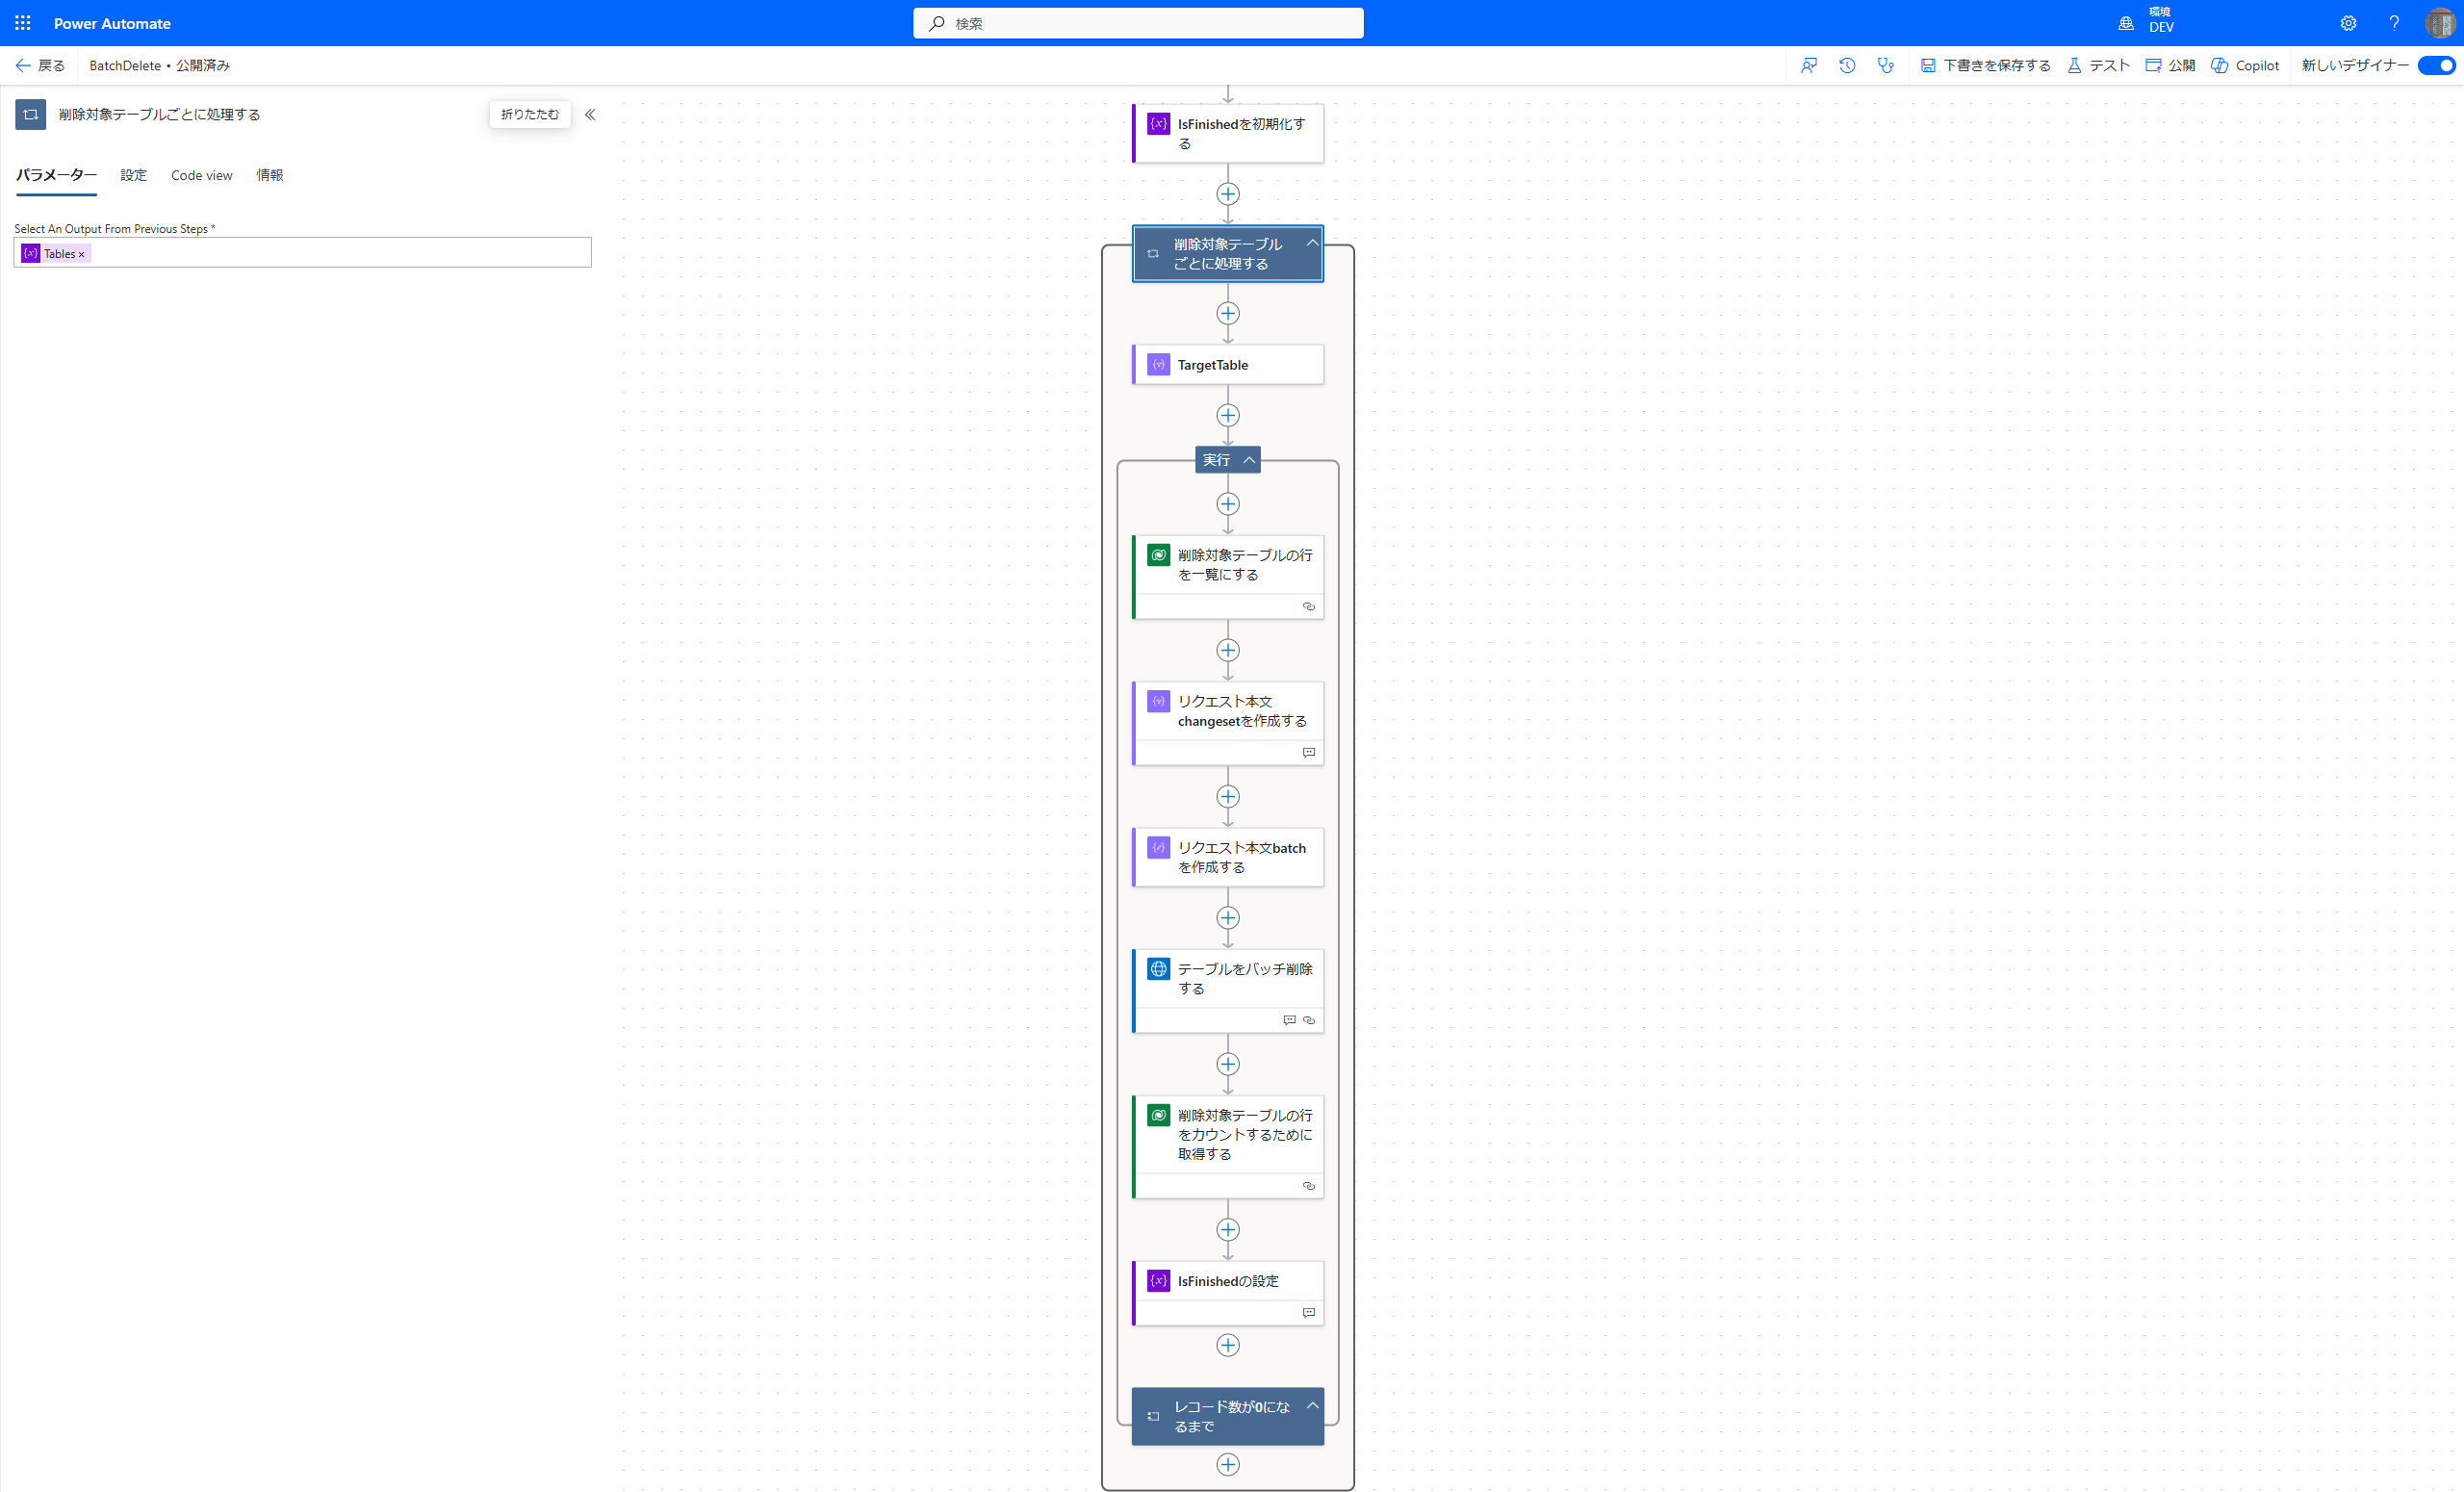 Power Automate
検索
環境
DEV
戻る
BatchDelete • 公開済み
下書きを保存する
テスト
公開
Copilot
新しいデザイナー
削除対象テーブルごとに処理する
折りたたむ
パラメーター
設定
Code view
情報
Select An Output From Previous Steps *
Tables ×
IsFinishedを初期化す
る
削除対象テーブル
ごとに処理する
TargetTable
実行
削除対象テーブルの行
を一覧にする
リクエスト本文
changesetを作成する
リクエスト本文batch
を作成する
テーブルをバッチ削除
する
削除対象テーブルの行
をカウントするために
取得する
IsFinishedの設定
レコード数が0にな
るまで